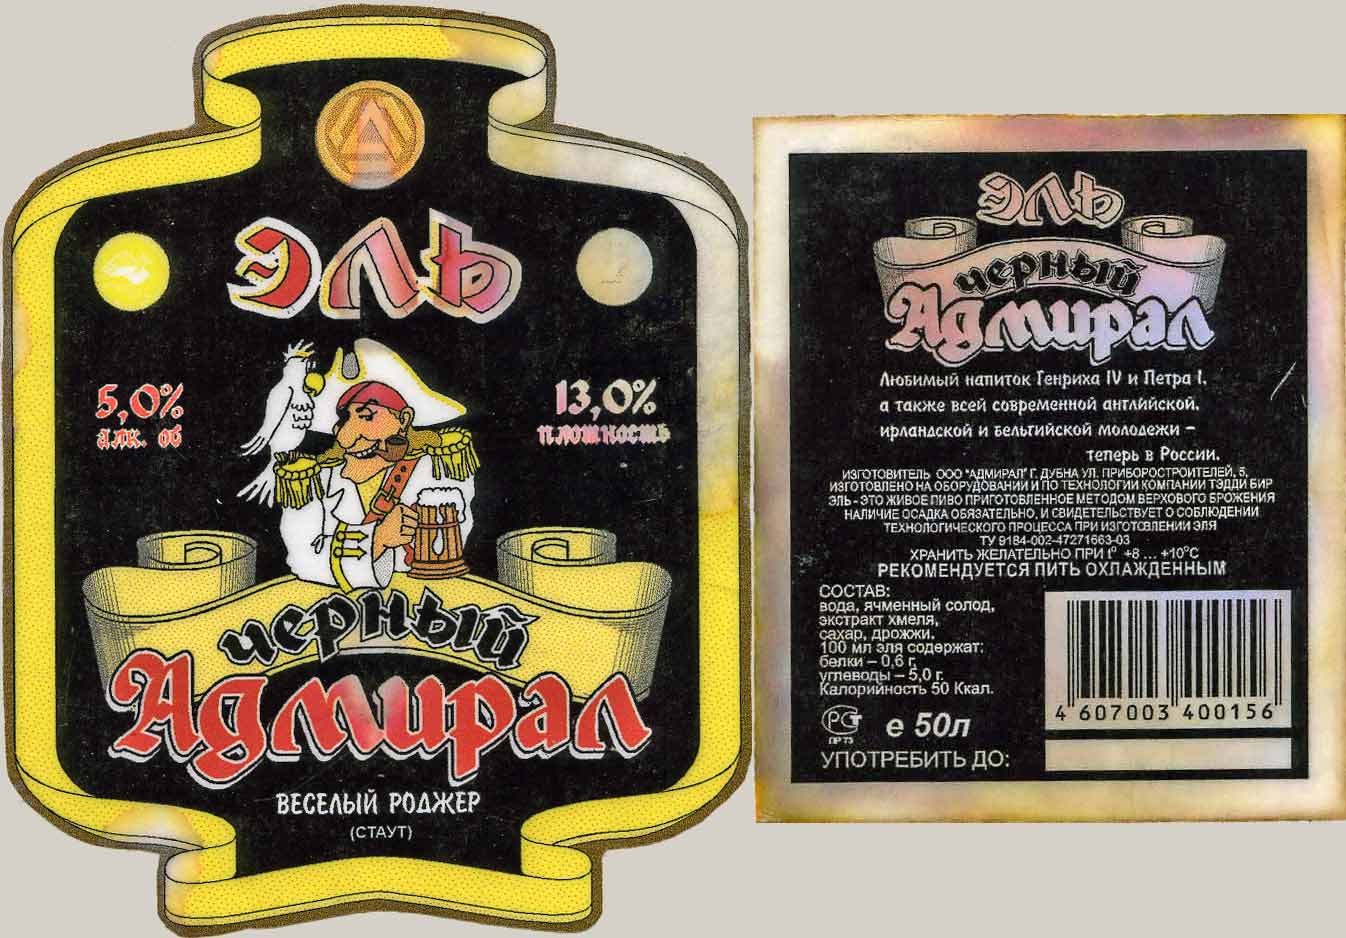 ЭЛЬ
5,0%
алк. об
13,0%
плотность
черный
Адмирал
ВЕСЕЛЫЙ РОДЖЕР
(СТАУТ)
ЭЛЬ
черный
Адмирал
Любимый напиток Генриха IV и Петра I,
а также всей современной английской,
ирландской и бельгийской молодежи –
теперь в России.
ИЗГОТОВИТЕЛЬ ООО "АДМИРАЛ" Г. ДУБНА УЛ. ПРИБОРОСТРОИТЕЛЕЙ, 5,
ИЗГОТОВЛЕНО НА ОБОРУДОВАНИИ И ПО ТЕХНОЛОГИИ КОМПАНИИ ТЭДДИ БИР
ЭЛЬ - ЭТО ЖИВОЕ ПИВО ПРИГОТОВЛЕННОЕ МЕТОДОМ ВЕРХОВОГО БРОЖЕНИЯ
НАЛИЧИЕ ОСАДКА ОБЯЗАТЕЛЬНО, И СВИДЕТЕЛЬСТВУЕТ О СОБЛЮДЕНИИ
ТЕХНОЛОГИЧЕСКОГО ПРОЦЕССА ПРИ ИЗГОТОВЛЕНИИ ЭЛЯ
ТУ 9184-002-47271663-03
ХРАНИТЬ ЖЕЛАТЕЛЬНО ПРИ t° +8 ... +10°С
РЕКОМЕНДУЕТСЯ ПИТЬ ОХЛАЖДЕННЫМ
СОСТАВ:
вода, ячменный солод,
экстракт хмеля,
сахар, дрожжи.
100 мл эля содержат:
белки – 0,6 г,
углеводы – 5,0 г.
Калорийность 50 Ккал.
РСТ
ПР 73
е 50л
УПОТРЕБИТЬ ДО:
4 607003 400156